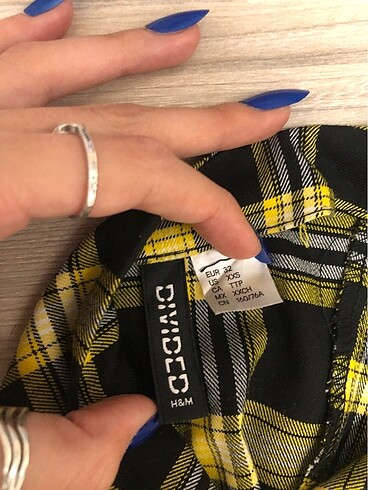 EUR 32
US XXS
CA TTP
MX XXCH
CN 160/76A
DIVIDED
H&M